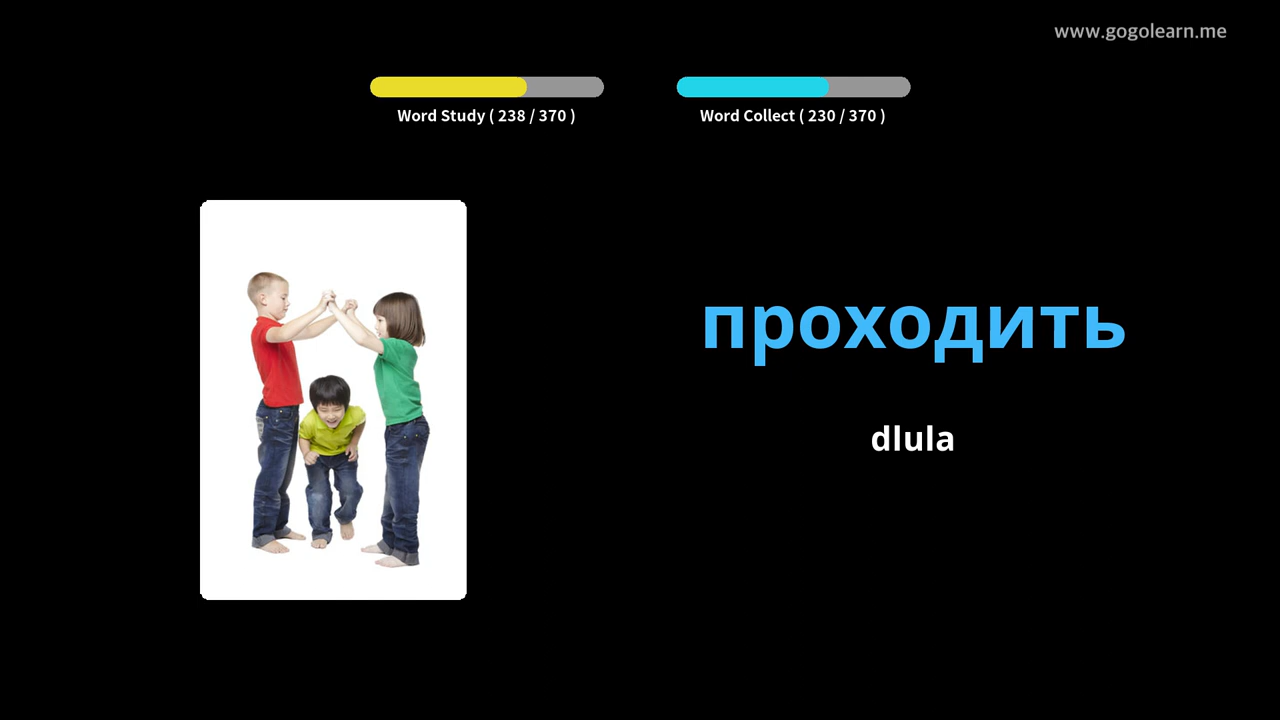 www.gogolearn.me
Word Study ( 238 / 370 )
Word Collect ( 230 / 370 )
проходить
dlula